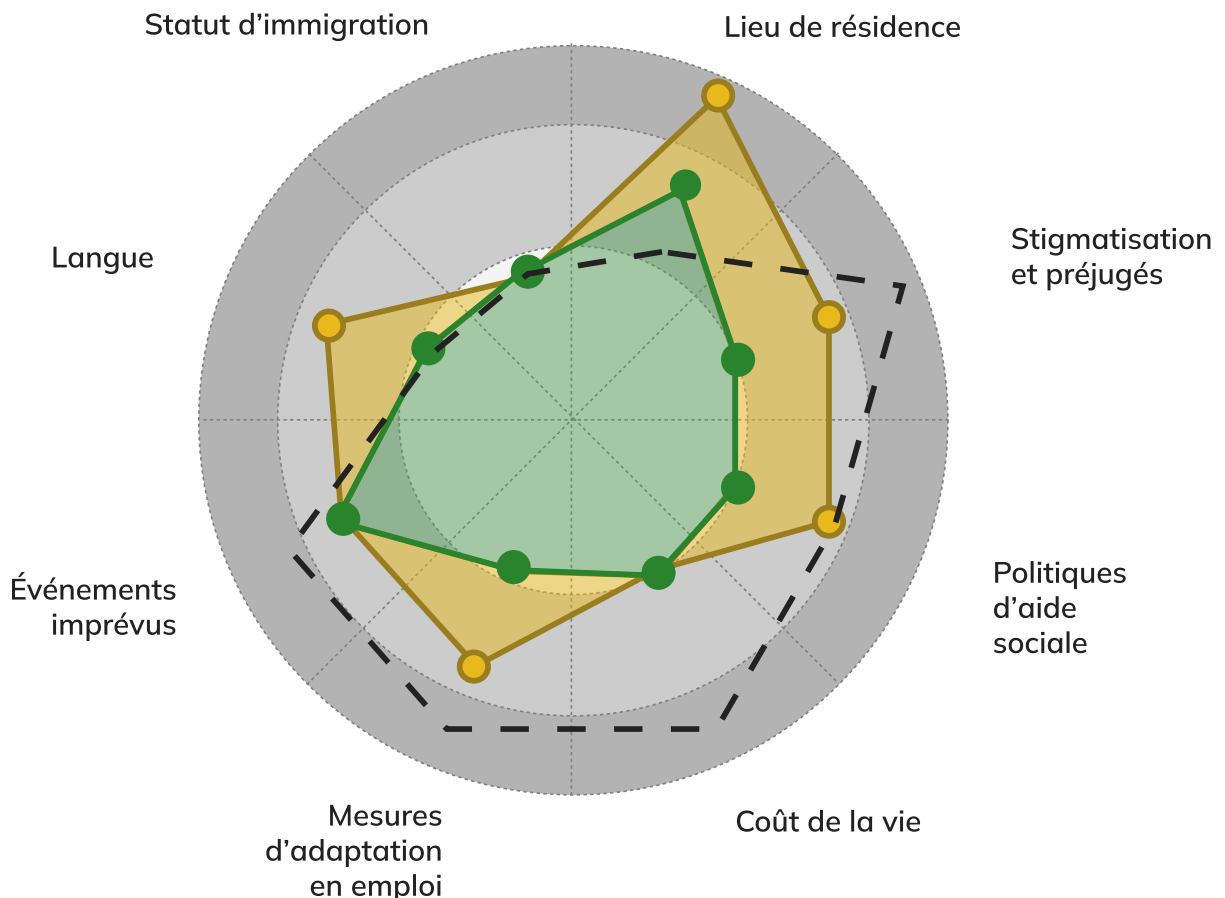 Statut d’immigration
Lieu de résidence
Stigmatisation
et préjugés
Langue
Événements
imprévus
Politiques
d’aide
sociale
Mesures
d’adaptation
en emploi
Coût de la vie